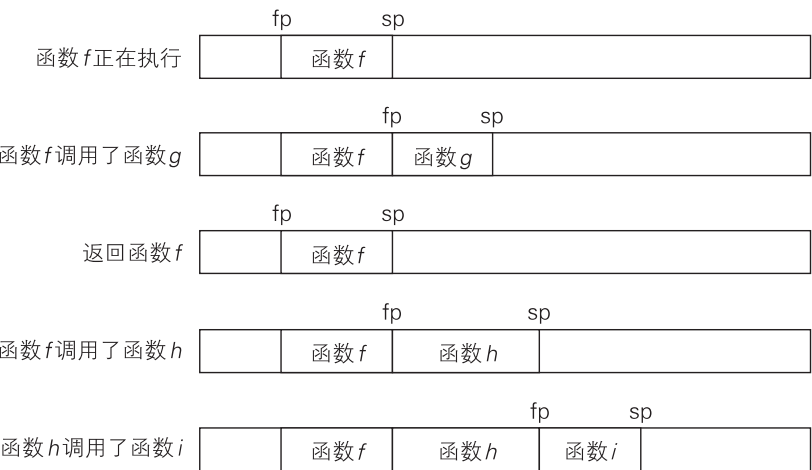 fp sp
函数f正在执行 函数f
fp sp
函数f调用了函数g 函数f 函数g
fp sp
返回函数f 函数f
fp sp
函数f调用了函数h 函数f 函数h
fp sp
函数h调用了函数i 函数f 函数h 函数i